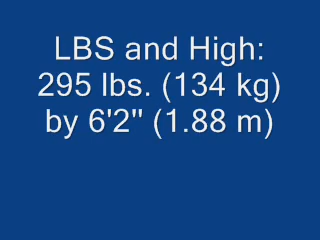 LBS and High:
295 lbs. (134 kg)
by 6'2" (1.88 m)